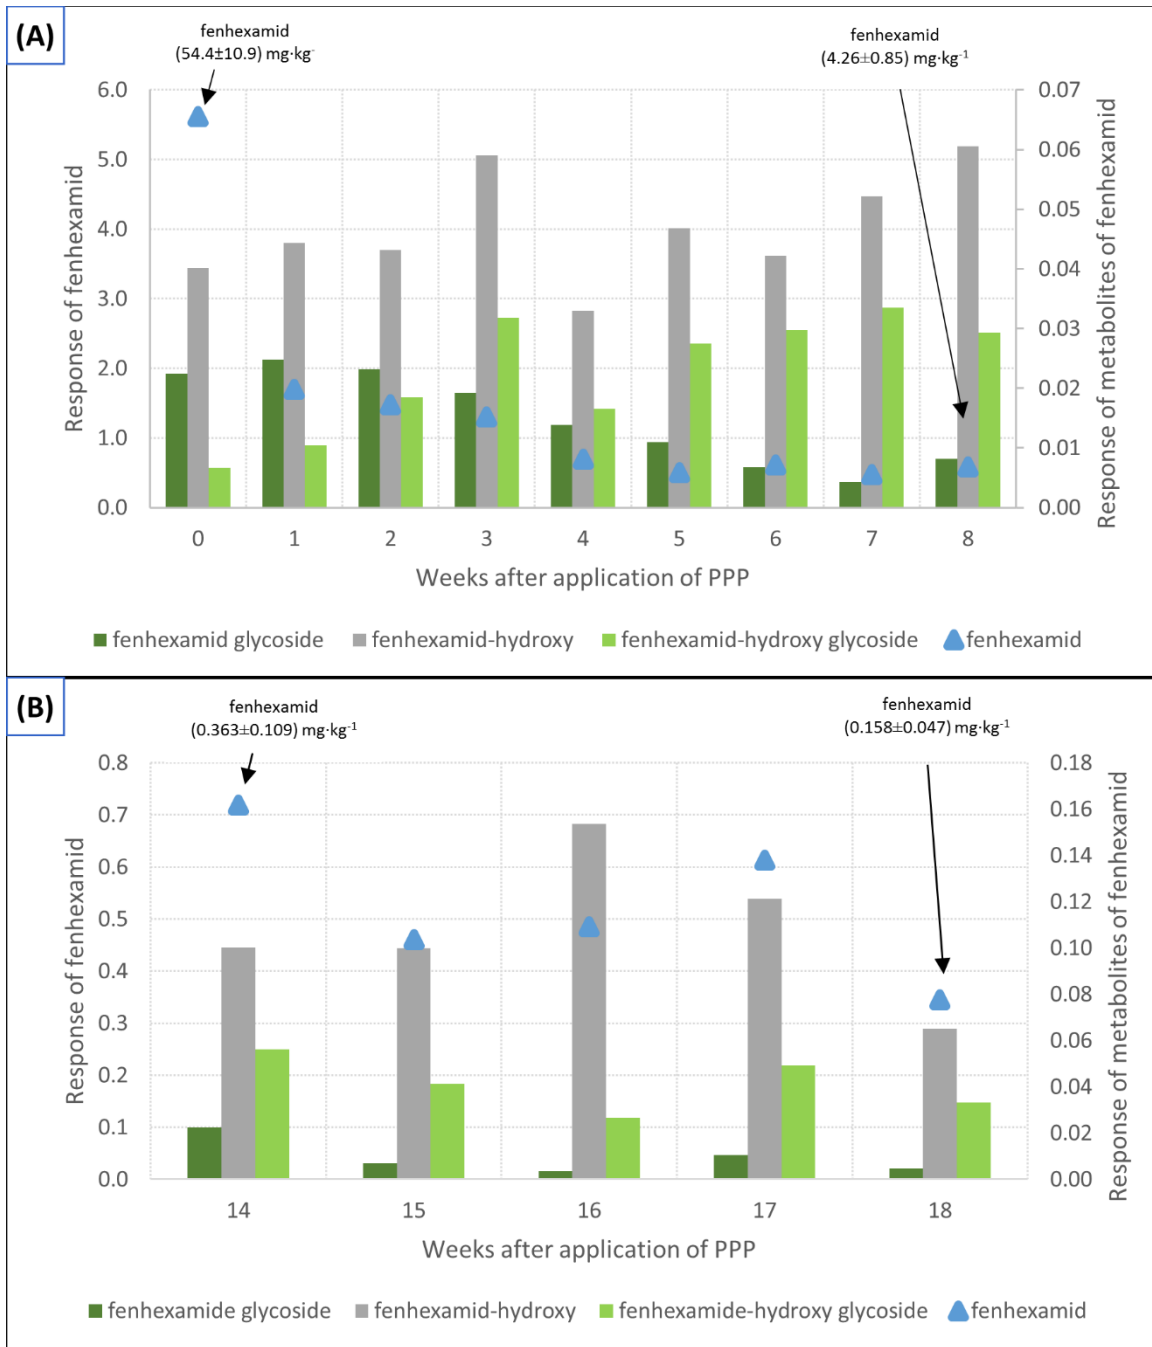 (A)
fenhexamid
(54.4±10.9) mg·kg-
fenhexamid
(4.26±0.85) mg·kg-1
Response of fenhexamid
6.0
5.0
4.0
3.0
2.0
1.0
0.0
0.07
0.06
0.05
0.04
0.03
0.02
0.01
0.00
Response of metabolites of fenhexamid
0 1 2 3 4 5 6 7 8
Weeks after application of PPP
fenhexamid glycoside fenhexamid-hydroxy fenhexamid-hydroxy glycoside fenhexamid
(B)
fenhexamid
(0.363±0.109) mg·kg-1
fenhexamid
(0.158±0.047) mg·kg-1
Response of fenhexamid
0.8
0.7
0.6
0.5
0.4
0.3
0.2
0.1
0.0
0.18
0.16
0.14
0.12
0.10
0.08
0.06
0.04
0.02
0.00
Response of metabolites of fenhexamid
14 15 16 17 18
Weeks after application of PPP
fenhexamide glycoside fenhexamid-hydroxy fenhexamide-hydroxy glycoside fenhexamid